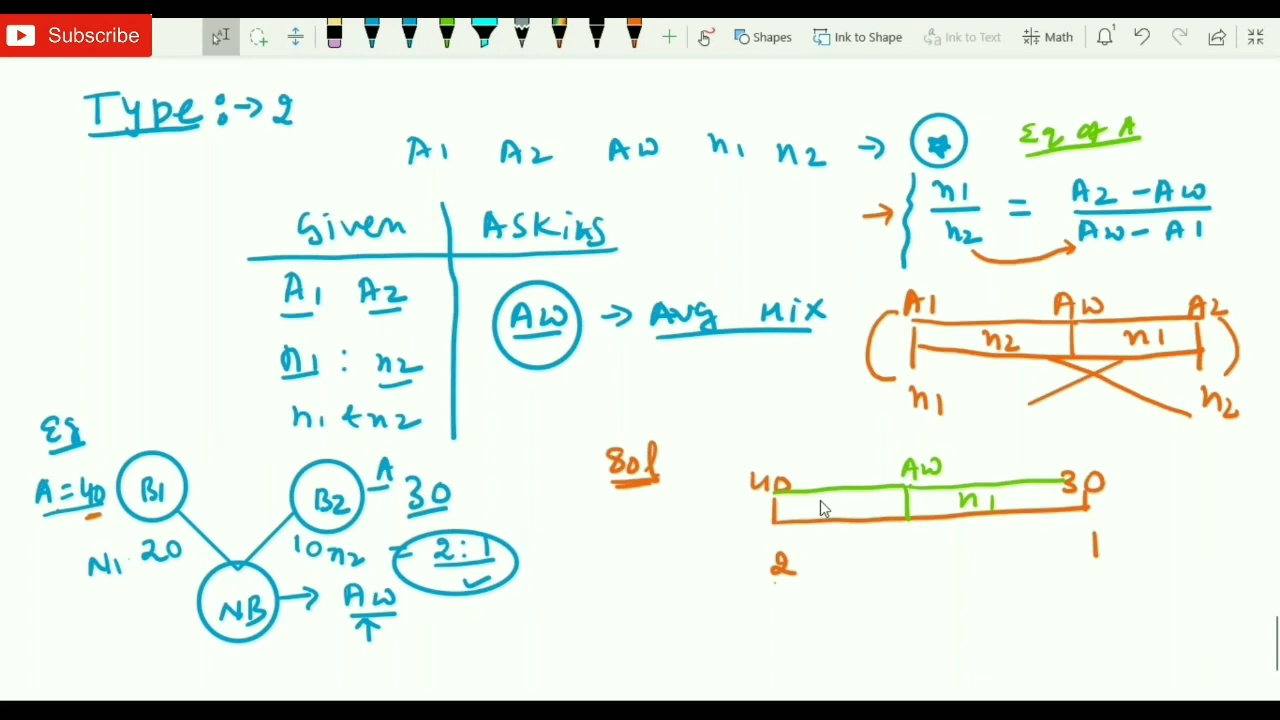 Subscribe
Shapes Ink to Shape Ink to Text Math
Type :→ 2
Eq of A
A1 A2 AW n1 n2 →
n1/n2 = A2 - AW / AW - A1
Given ASking
A1 A2
AW → Avg Mix
n1 : n2
n1 & n2
A1 AW A2
n2 n1
n1 n2
Eg
A = 40 B1 B2 A 30
N1 20 10 n2 = 2:1
NB → AW
Sol
40 AW 30
n1
2 1